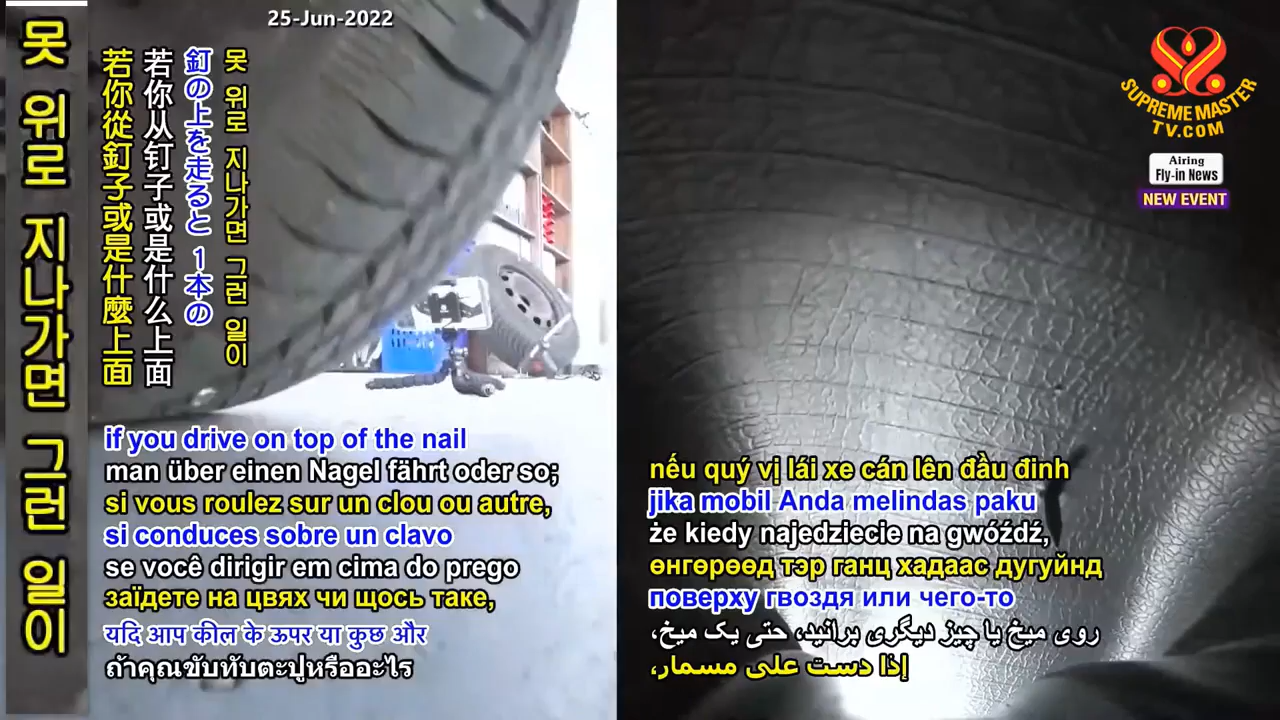 25-Jun-2022
못 위로 지나가면 그런 일이
若你從釘子或是什麼上面
若你从钉子或是什么上面
釘の上を走ると 1本の
못 위로 지나가면 그런 일이
if you drive on top of the nail
man über einen Nagel fährt oder so;
si vous roulez sur un clou ou autre,
si conduces sobre un clavo
se você dirigir em cima do prego
заїдете на цвях чи щось таке,
यदि आप कील के ऊपर या कुछ और
ถ้าคุณขับทับตะปูหรืออะไร
nếu quý vị lái xe cán lên đầu đinh
jika mobil Anda melindas paku
że kiedy najedziecie na gwóźdź,
өнгөрөөд тэр ганц хадаас дугуйнд
поверху гвоздя или чего-то
روی میخ یا چیز دیگری برانید، حتی یک میخ،
إذا دست على مسمار،
SUPREME MASTER
TV.COM
Airing
Fly-in News
NEW EVENT